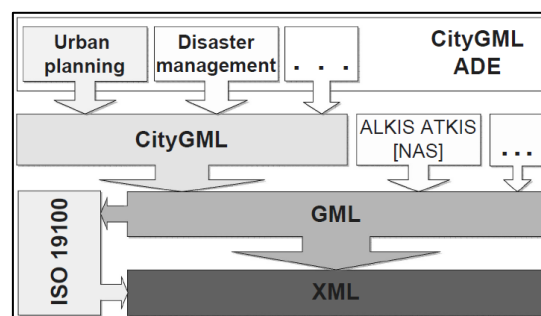 Urban
planning
Disaster
management
. . .
CityGML
ADE
CityGML
ALKIS ATKIS
[NAS]
...
ISO 19100
GML
XML